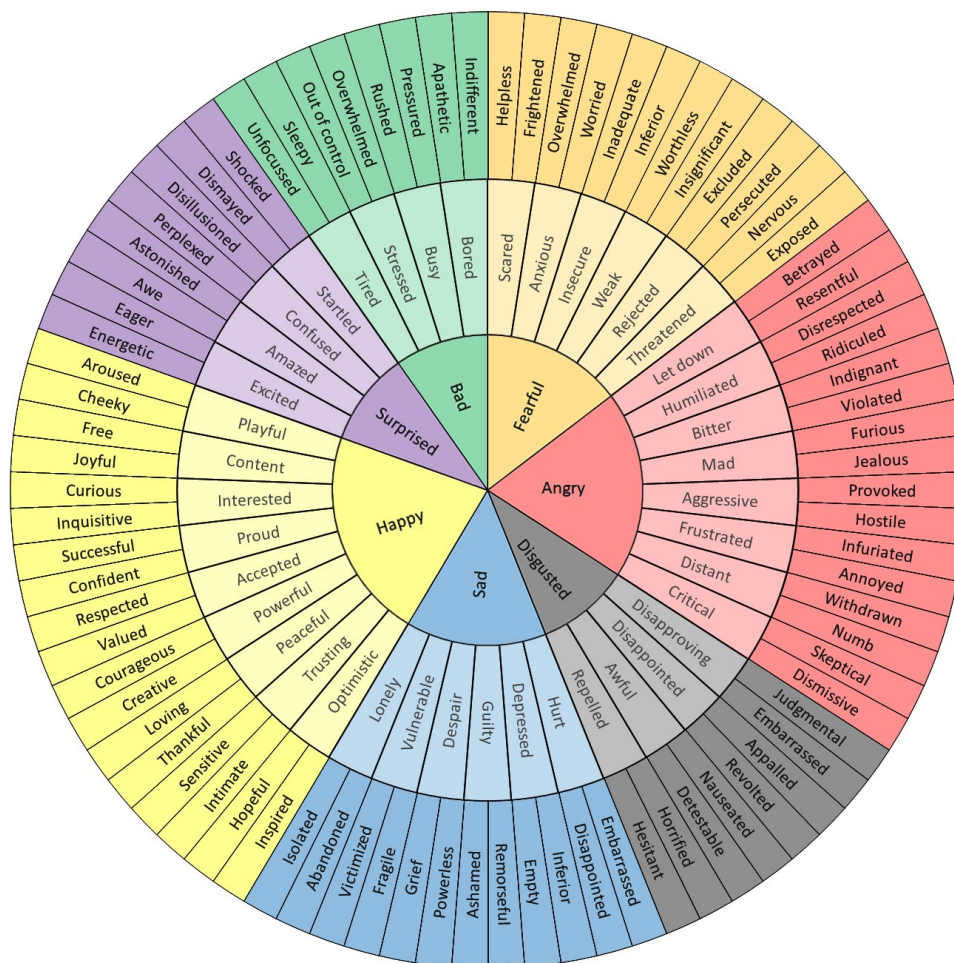 Fearful
Angry
Disgusted
Sad
Happy
Surprised
Bad
Scared
Anxious
Insecure
Weak
Rejected
Threatened
Let down
Humiliated
Bitter
Mad
Aggressive
Frustrated
Distant
Critical
Disapproving
Disappointed
Awful
Repelled
Hurt
Depressed
Guilty
Despair
Vulnerable
Lonely
Optimistic
Trusting
Peaceful
Powerful
Accepted
Proud
Interested
Content
Playful
Excited
Amazed
Confused
Startled
Tired
Stressed
Busy
Bored
Helpless
Frightened
Overwhelmed
Worried
Inadequate
Inferior
Worthless
Insignificant
Excluded
Persecuted
Nervous
Exposed
Betrayed
Resentful
Disrespected
Ridiculed
Indignant
Violated
Furious
Jealous
Provoked
Hostile
Infuriated
Annoyed
Withdrawn
Numb
Skeptical
Dismissive
Judgmental
Embarrassed
Appalled
Revolted
Nauseated
Detestable
Horrified
Hesitant
Embarrassed
Disappointed
Inferior
Empty
Remorseful
Ashamed
Powerless
Grief
Fragile
Victimized
Abandoned
Isolated
Inspired
Hopeful
Intimate
Sensitive
Thankful
Loving
Creative
Courageous
Valued
Respected
Confident
Successful
Inquisitive
Curious
Joyful
Free
Cheeky
Aroused
Energetic
Eager
Awe
Astonished
Perplexed
Disillusioned
Dismayed
Shocked
Unfocussed
Sleepy
Out of control
Overwhelmed
Rushed
Pressured
Apathetic
Indifferent